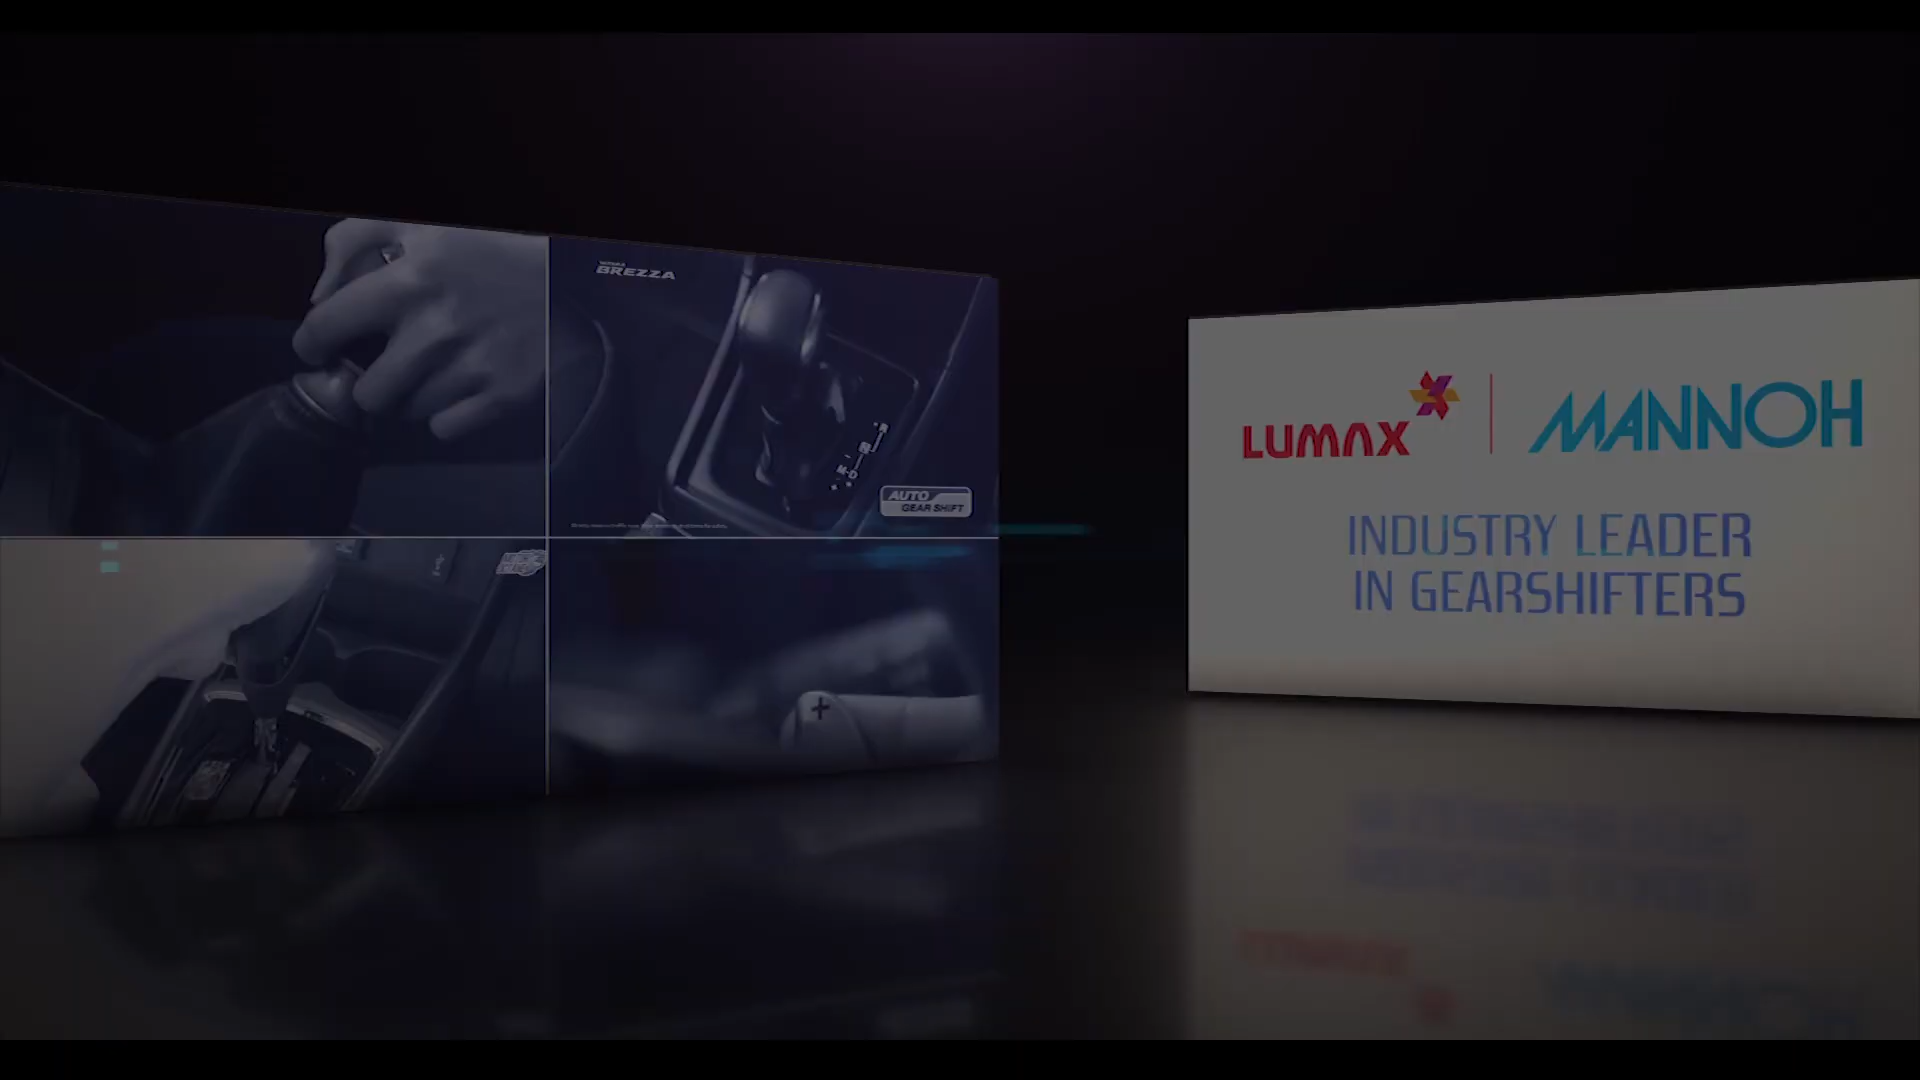 BREZZA
M-D
AUTO
GEAR SHIFT
LUMAX
MANNOH
INDUSTRY LEADER
IN GEARSHIFTERS